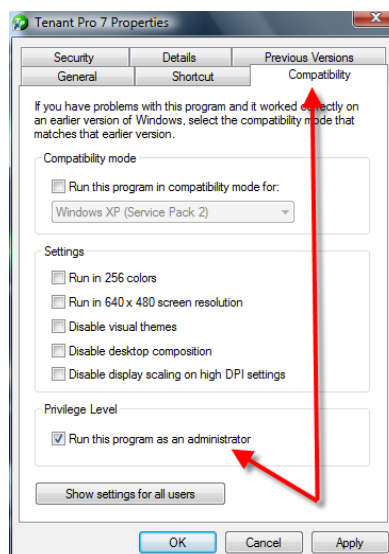 Tenant Pro 7 Properties
Security Details Previous Versions
General Shortcut Compatibility
If you have problems with this program and it worked correctly on
an earlier version of Windows, select the compatibility mode that
matches that earlier version.
Compatibility mode
Run this program in compatibility mode for:
Windows XP (Service Pack 2)
Settings
Run in 256 colors
Run in 640 x 480 screen resolution
Disable visual themes
Disable desktop composition
Disable display scaling on high DPI settings
Privilege Level
Run this program as an administrator
Show settings for all users
OK Cancel Apply